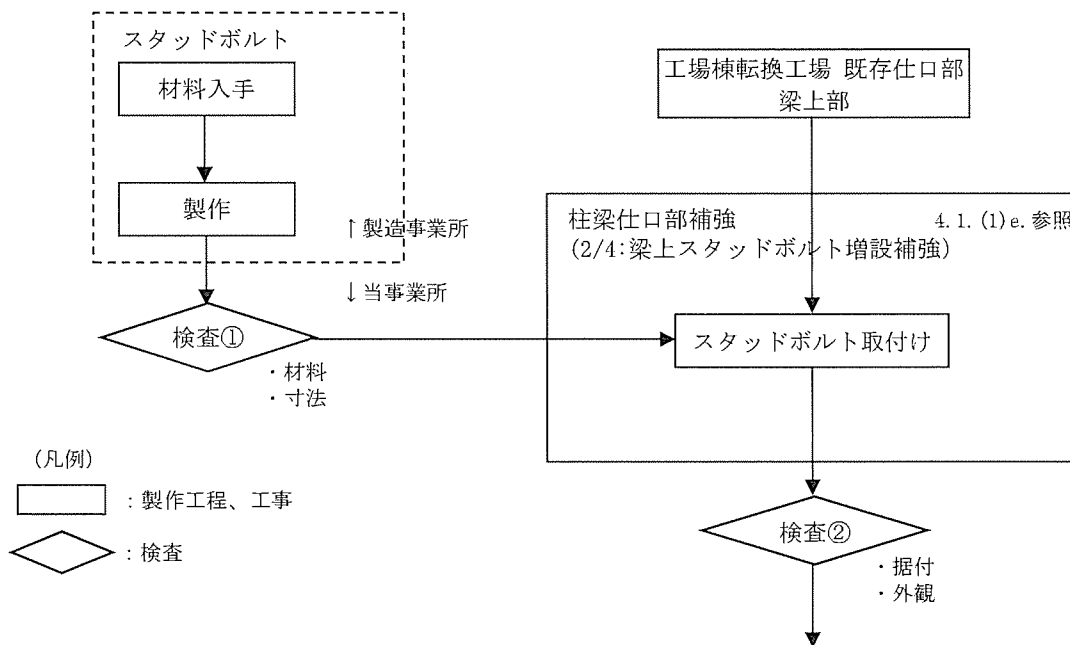 スタッドボルト
材料入手
製作
↑製造事業所
↓当事業所
検査①
・材料
・寸法
工場棟転換工場 既存仕口部
梁上部
柱梁仕口部補強
4.1.(1)e.参照
(2/4:梁上スタッドボルト増設補強)
スタッドボルト取付け
検査②
・据付
・外観
(凡例)
：製作工程、工事
：検査